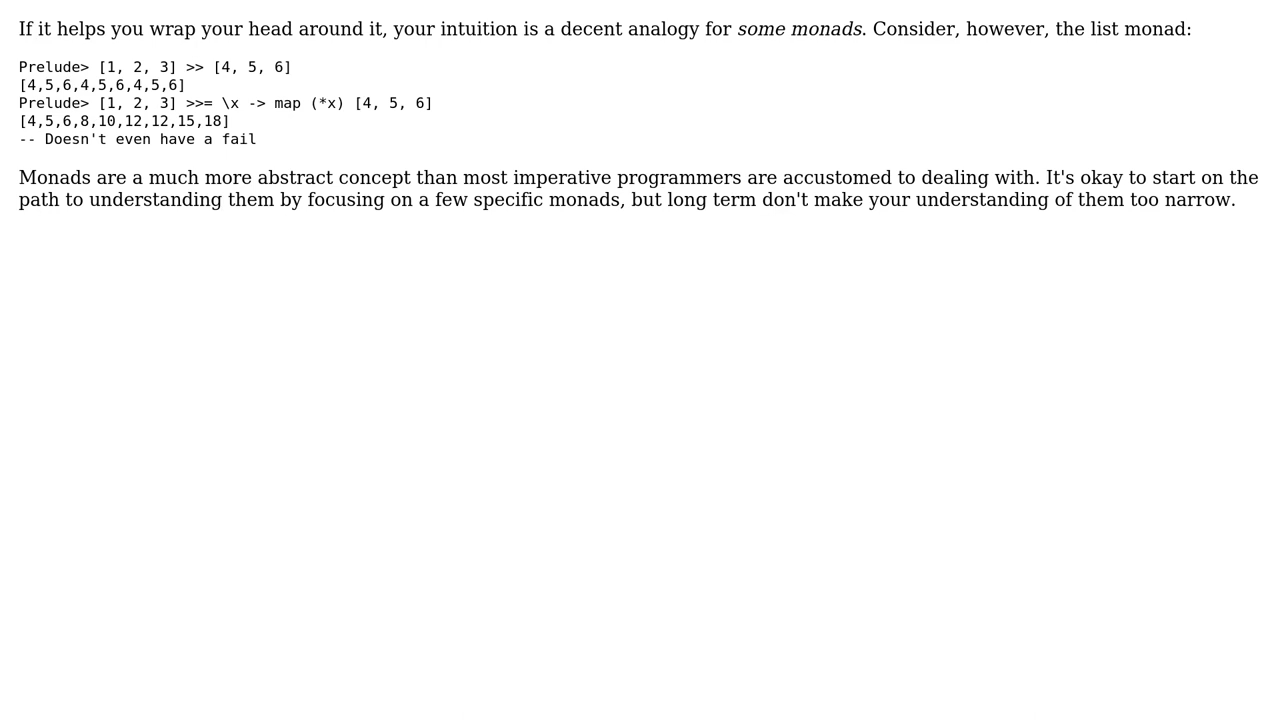 If it helps you wrap your head around it, your intuition is a decent analogy for some monads. Consider, however, the list monad:
Prelude> [1, 2, 3] >> [4, 5, 6]
[4,5,6,4,5,6,4,5,6]
Prelude> [1, 2, 3] >>= \x -> map (*x) [4, 5, 6]
[4,5,6,8,10,12,12,15,18]
-- Doesn't even have a fail
Monads are a much more abstract concept than most imperative programmers are accustomed to dealing with. It's okay to start on the
path to understanding them by focusing on a few specific monads, but long term don't make your understanding of them too narrow.